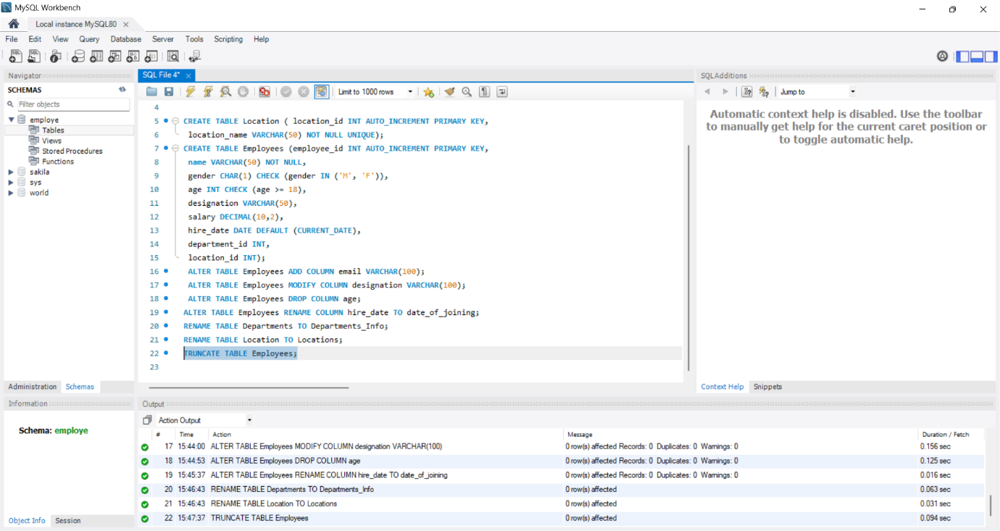 MySQL Workbench
Local instance MySQL80
File Edit View Query Database Server Tools Scripting Help
Navigator
SCHEMAS
Filter objects
employe
Tables
Views
Stored Procedures
Functions
sakila
sys
world
Administration Schemas
Information
Schema: employe
Object Info Session
SQL File 4*
Limit to 1000 rows
4
5 CREATE TABLE Location ( location_id INT AUTO_INCREMENT PRIMARY KEY,
6 location_name VARCHAR(50) NOT NULL UNIQUE);
7 CREATE TABLE Employees (employee_id INT AUTO_INCREMENT PRIMARY KEY,
8 name VARCHAR(50) NOT NULL,
9 gender CHAR(1) CHECK (gender IN ('M', 'F')),
10 age INT CHECK (age >= 18),
11 designation VARCHAR(50),
12 salary DECIMAL(10,2),
13 hire_date DATE DEFAULT (CURRENT_DATE),
14 department_id INT,
15 location_id INT);
16 ALTER TABLE Employees ADD COLUMN email VARCHAR(100);
17 ALTER TABLE Employees MODIFY COLUMN designation VARCHAR(100);
18 ALTER TABLE Employees DROP COLUMN age;
19 ALTER TABLE Employees RENAME COLUMN hire_date TO date_of_joining;
20 RENAME TABLE Departments TO Departments_Info;
21 RENAME TABLE Location TO Locations;
22 TRUNCATE TABLE Employees;
23
SQLAdditions
Jump to
Automatic context help is disabled. Use the toolbar
to manually get help for the current caret position or
to toggle automatic help.
Context Help Snippets
Output
Action Output
# Time Action Message Duration / Fetch
17 15:44:00 ALTER TABLE Employees MODIFY COLUMN designation VARCHAR(100) 0 row(s) affected Records: 0 Duplicates: 0 Warnings: 0 0.156 sec
18 15:44:53 ALTER TABLE Employees DROP COLUMN age 0 row(s) affected Records: 0 Duplicates: 0 Warnings: 0 0.125 sec
19 15:45:37 ALTER TABLE Employees RENAME COLUMN hire_date TO date_of_joining 0 row(s) affected Records: 0 Duplicates: 0 Warnings: 0 0.016 sec
20 15:46:43 RENAME TABLE Departments TO Departments_Info 0 row(s) affected 0.063 sec
21 15:46:43 RENAME TABLE Location TO Locations 0 row(s) affected 0.031 sec
22 15:47:37 TRUNCATE TABLE Employees 0 row(s) affected 0.094 sec